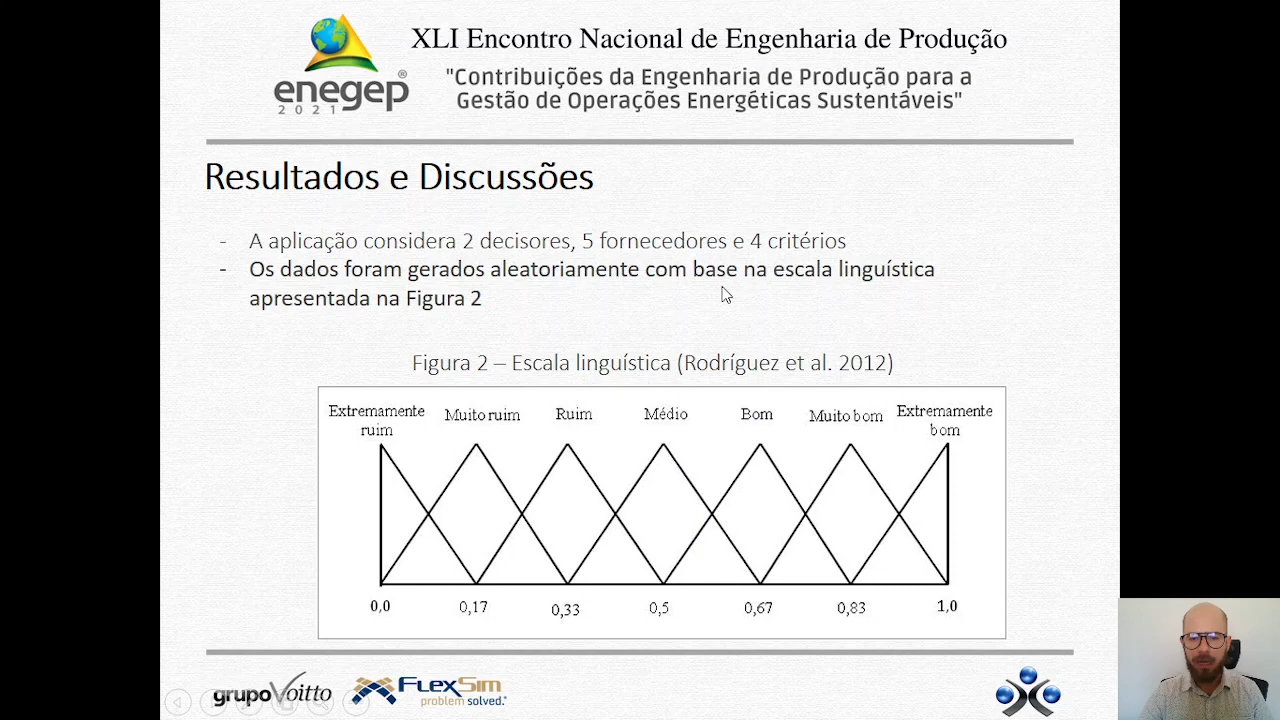 XLI Encontro Nacional de Engenharia de Produção
"Contribuições da Engenharia de Produção para a
Gestão de Operações Energéticas Sustentáveis"
enegep®
2021
Resultados e Discussões
- A aplicação considera 2 decisores, 5 fornecedores e 4 critérios
- Os dados foram gerados aleatoriamente com base na escala linguística
apresentada na Figura 2
Figura 2 – Escala linguística (Rodríguez et al. 2012)
Extremamente ruim Muito ruim Ruim Médio Bom Muito bom Extremamente bom
0,0 0,17 0,33 0,5 0,67 0,83 1,0
grupoVoitto
FLEXSIM®
problem solved.